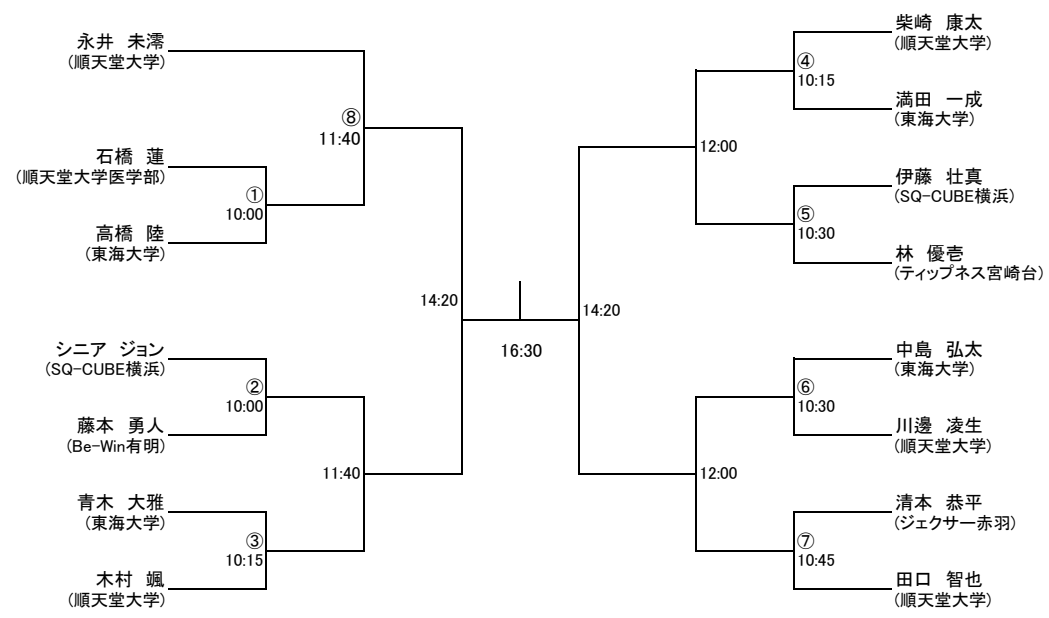 永井 未澪
(順天堂大学)
⑧
11:40
石橋 蓮
(順天堂大学医学部)
①
10:00
高橋 陸
(東海大学)
14:20
シニア ジョン
(SQ-CUBE横浜)
②
10:00
藤本 勇人
(Be-Win有明)
11:40
青木 大雅
(東海大学)
③
10:15
木村 颯
(順天堂大学)
16:30
柴崎 康太
(順天堂大学)
④
10:15
満田 一成
(東海大学)
12:00
伊藤 壮真
(SQ-CUBE横浜)
⑤
10:30
林 優壱
(ティップネス宮崎台)
14:20
中島 弘太
(東海大学)
⑥
10:30
川邊 凌生
(順天堂大学)
12:00
清本 恭平
(ジェクサー赤羽)
⑦
10:45
田口 智也
(順天堂大学)